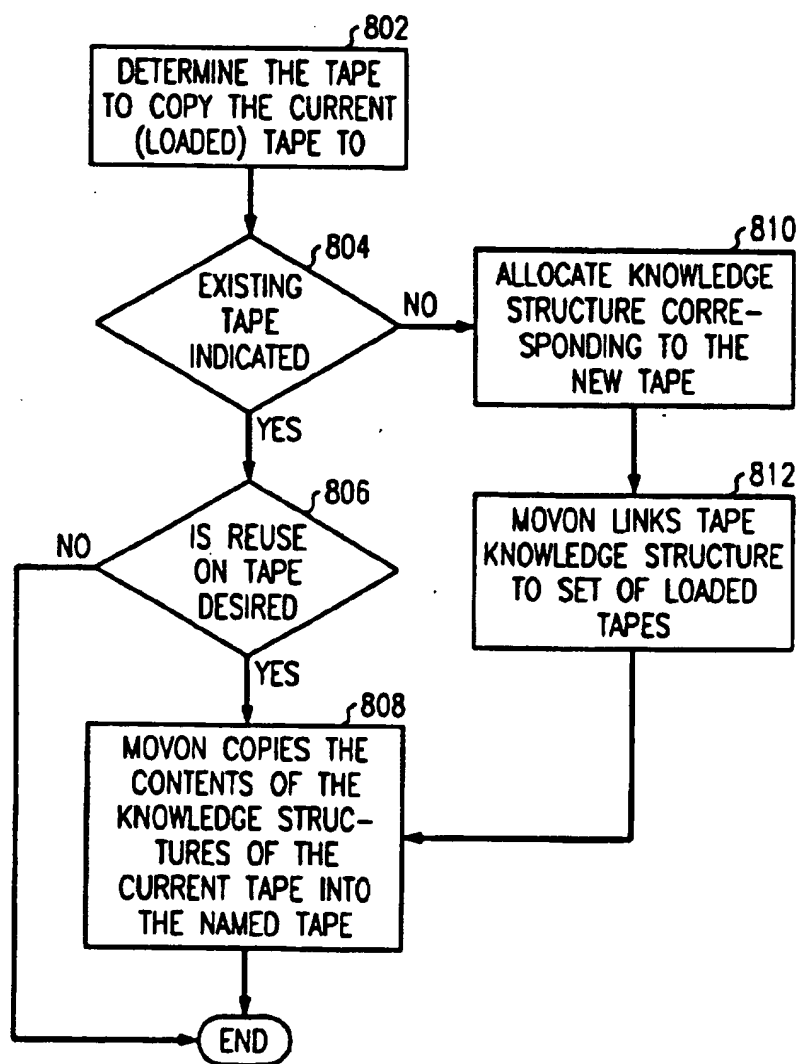 802
DETERMINE THE TAPE
TO COPY THE CURRENT
(LOADED) TAPE TO
804
EXISTING
TAPE
INDICATED
NO
YES
810
ALLOCATE KNOWLEDGE
STRUCTURE CORRE-
SPONDING TO THE
NEW TAPE
812
MOVON LINKS TAPE
KNOWLEDGE STRUCTURE
TO SET OF LOADED
TAPES
806
IS REUSE
ON TAPE
DESIRED
NO
YES
808
MOVON COPIES THE
CONTENTS OF THE
KNOWLEDGE STRUC-
TURES OF THE
CURRENT TAPE INTO
THE NAMED TAPE
END